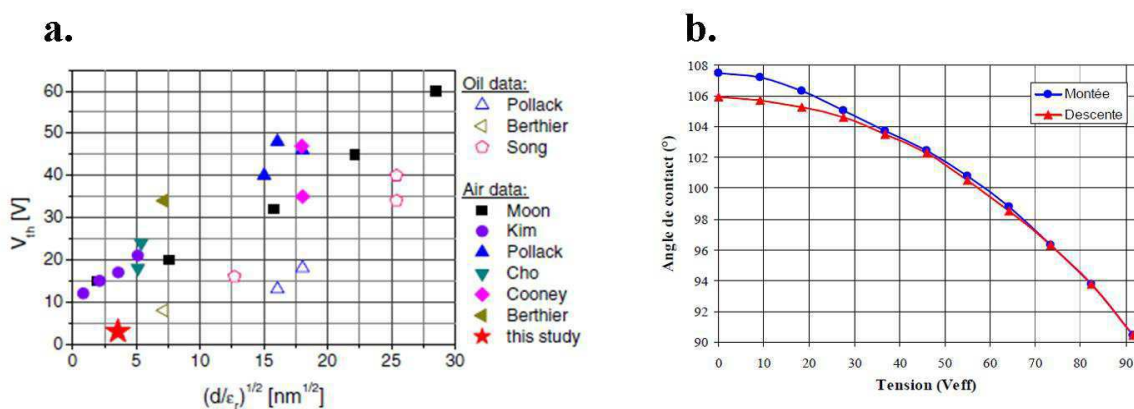 a.
60
50
40
30
20
10
0
V_th [V]
0 5 10 15 20 25 30
(d/ε_r)^1/2 [nm^1/2]
Oil data:
Pollack
Berthier
Song
Air data:
Moon
Kim
Pollack
Cho
Cooney
Berthier
this study
b.
108
106
104
102
100
98
96
94
92
90
Angle de contact (°)
0 10 20 30 40 50 60 70 80 90
Tension (Veff)
Montée
Descente